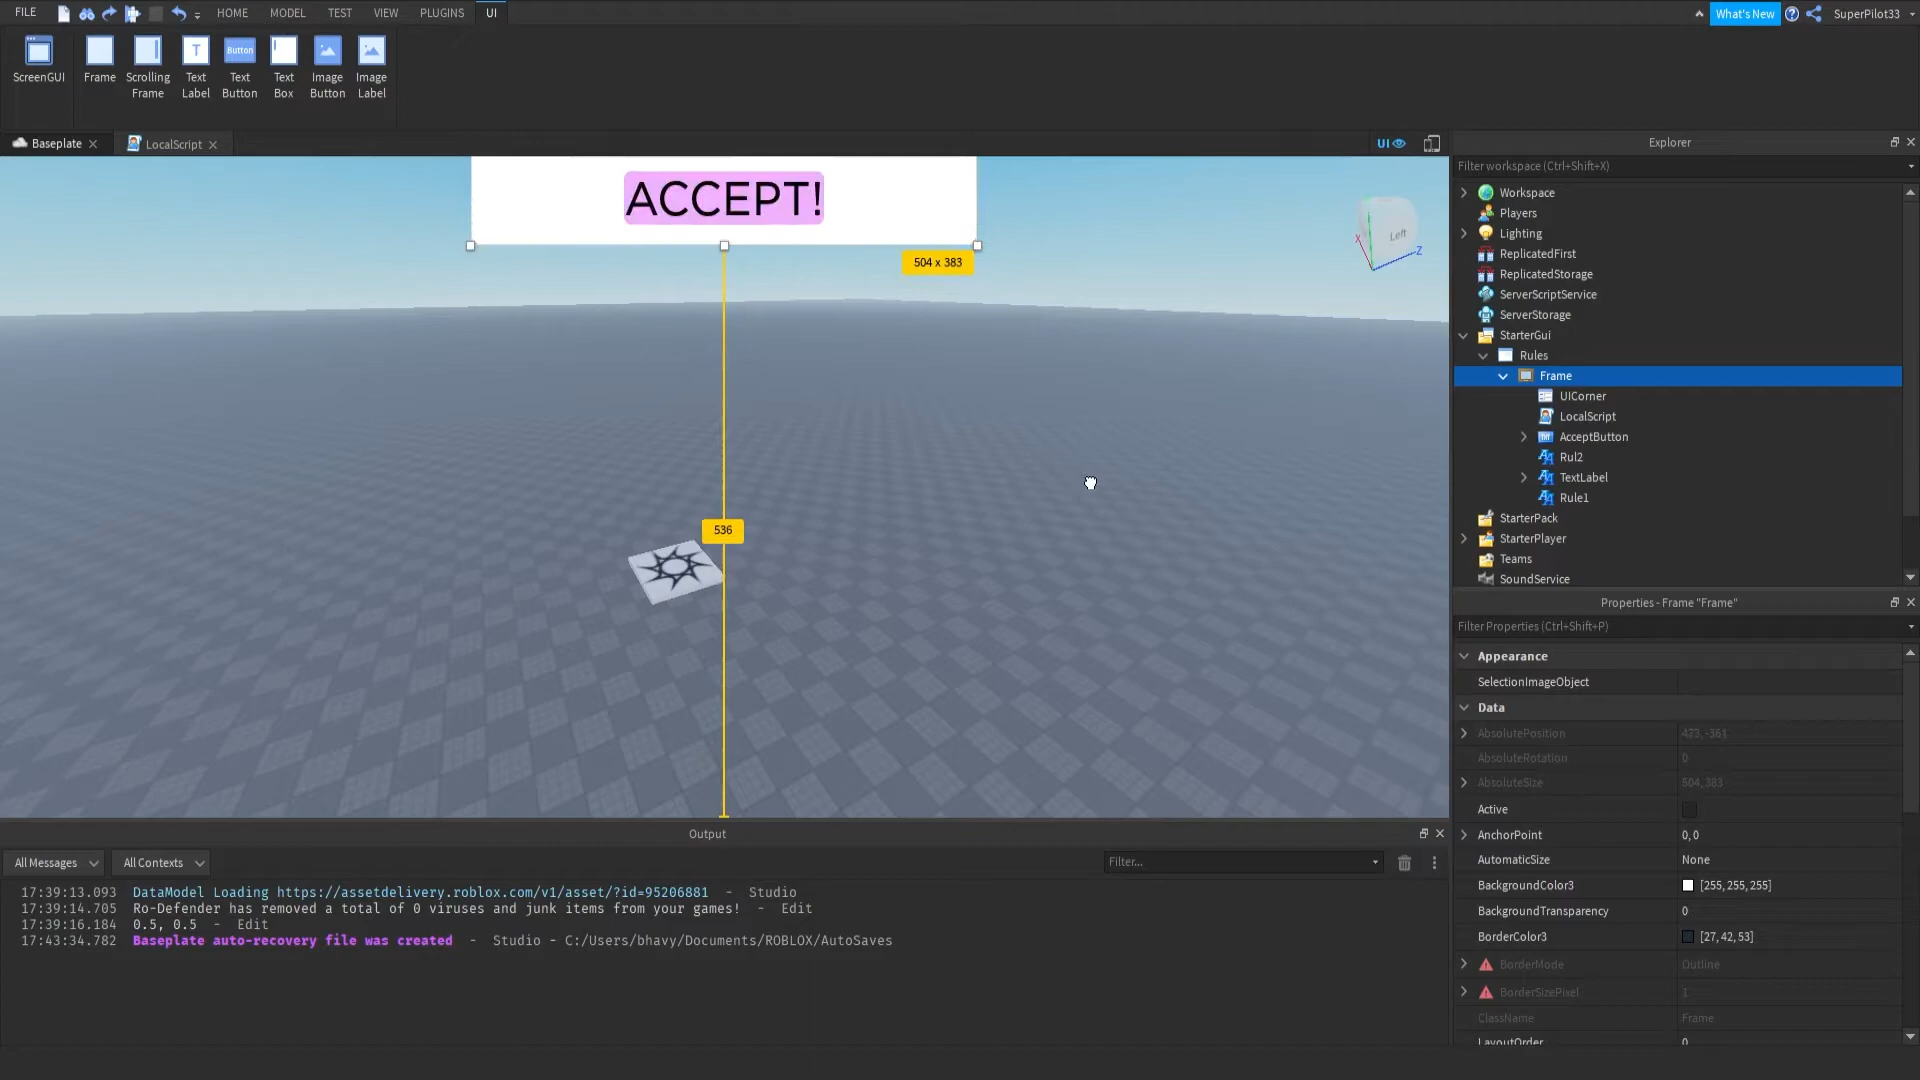 FILE HOME MODEL TEST VIEW PLUGINS UI What's New SuperPilot33
ScreenGUI
Frame
Scrolling
Frame
Text
Label
Button
Text
Button
Text
Box
Image
Button
Image
Label
T
Baseplate
LocalScript
UI
ACCEPT!
504 x 383
536
Left
X
Z
Explorer
Filter workspace (Ctrl+Shift+X)
Workspace
Players
Lighting
ReplicatedFirst
ReplicatedStorage
ServerScriptService
ServerStorage
StarterGui
Rules
Frame
UICorner
LocalScript
AcceptButton
Rul2
TextLabel
Rule1
StarterPack
StarterPlayer
Teams
SoundService
Properties - Frame "Frame"
Filter Properties (Ctrl+Shift+P)
Appearance
SelectionImageObject
Data
AbsolutePosition 473, -361
AbsoluteRotation 0
AbsoluteSize 504, 383
Active
AnchorPoint 0, 0
AutomaticSize None
BackgroundColor3 [255, 255, 255]
BackgroundTransparency 0
BorderColor3 [27, 42, 53]
BorderMode Outline
BorderSizePixel 1
ClassName Frame
LayoutOrder 0
Output
All Messages All Contexts Filter...
17:39:13.093 DataModel Loading https://assetdelivery.roblox.com/v1/asset/?id=95206881 - Studio
17:39:14.705 Ro-Defender has removed a total of 0 viruses and junk items from your games! - Edit
17:39:16.184 0.5, 0.5 - Edit
17:43:34.782 Baseplate auto-recovery file was created - Studio - C:/Users/bhavy/Documents/ROBLOX/AutoSaves